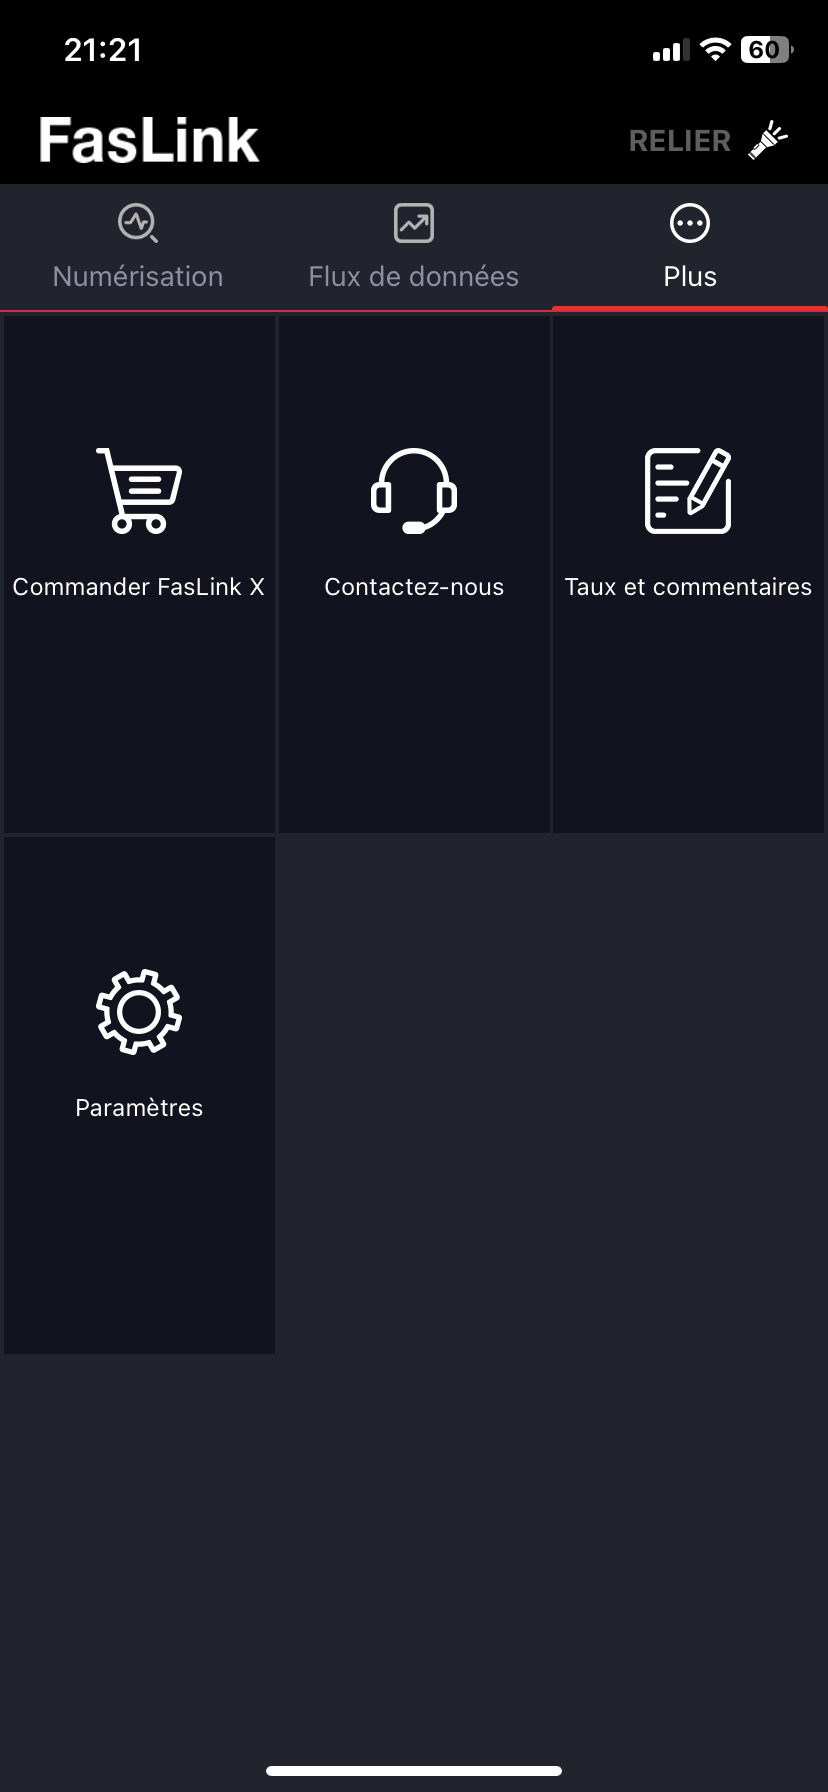 21:21
60
FasLink
RELIER
Numérisation
Flux de données
Plus
Commander FasLink X
Contactez-nous
Taux et commentaires
Paramètres